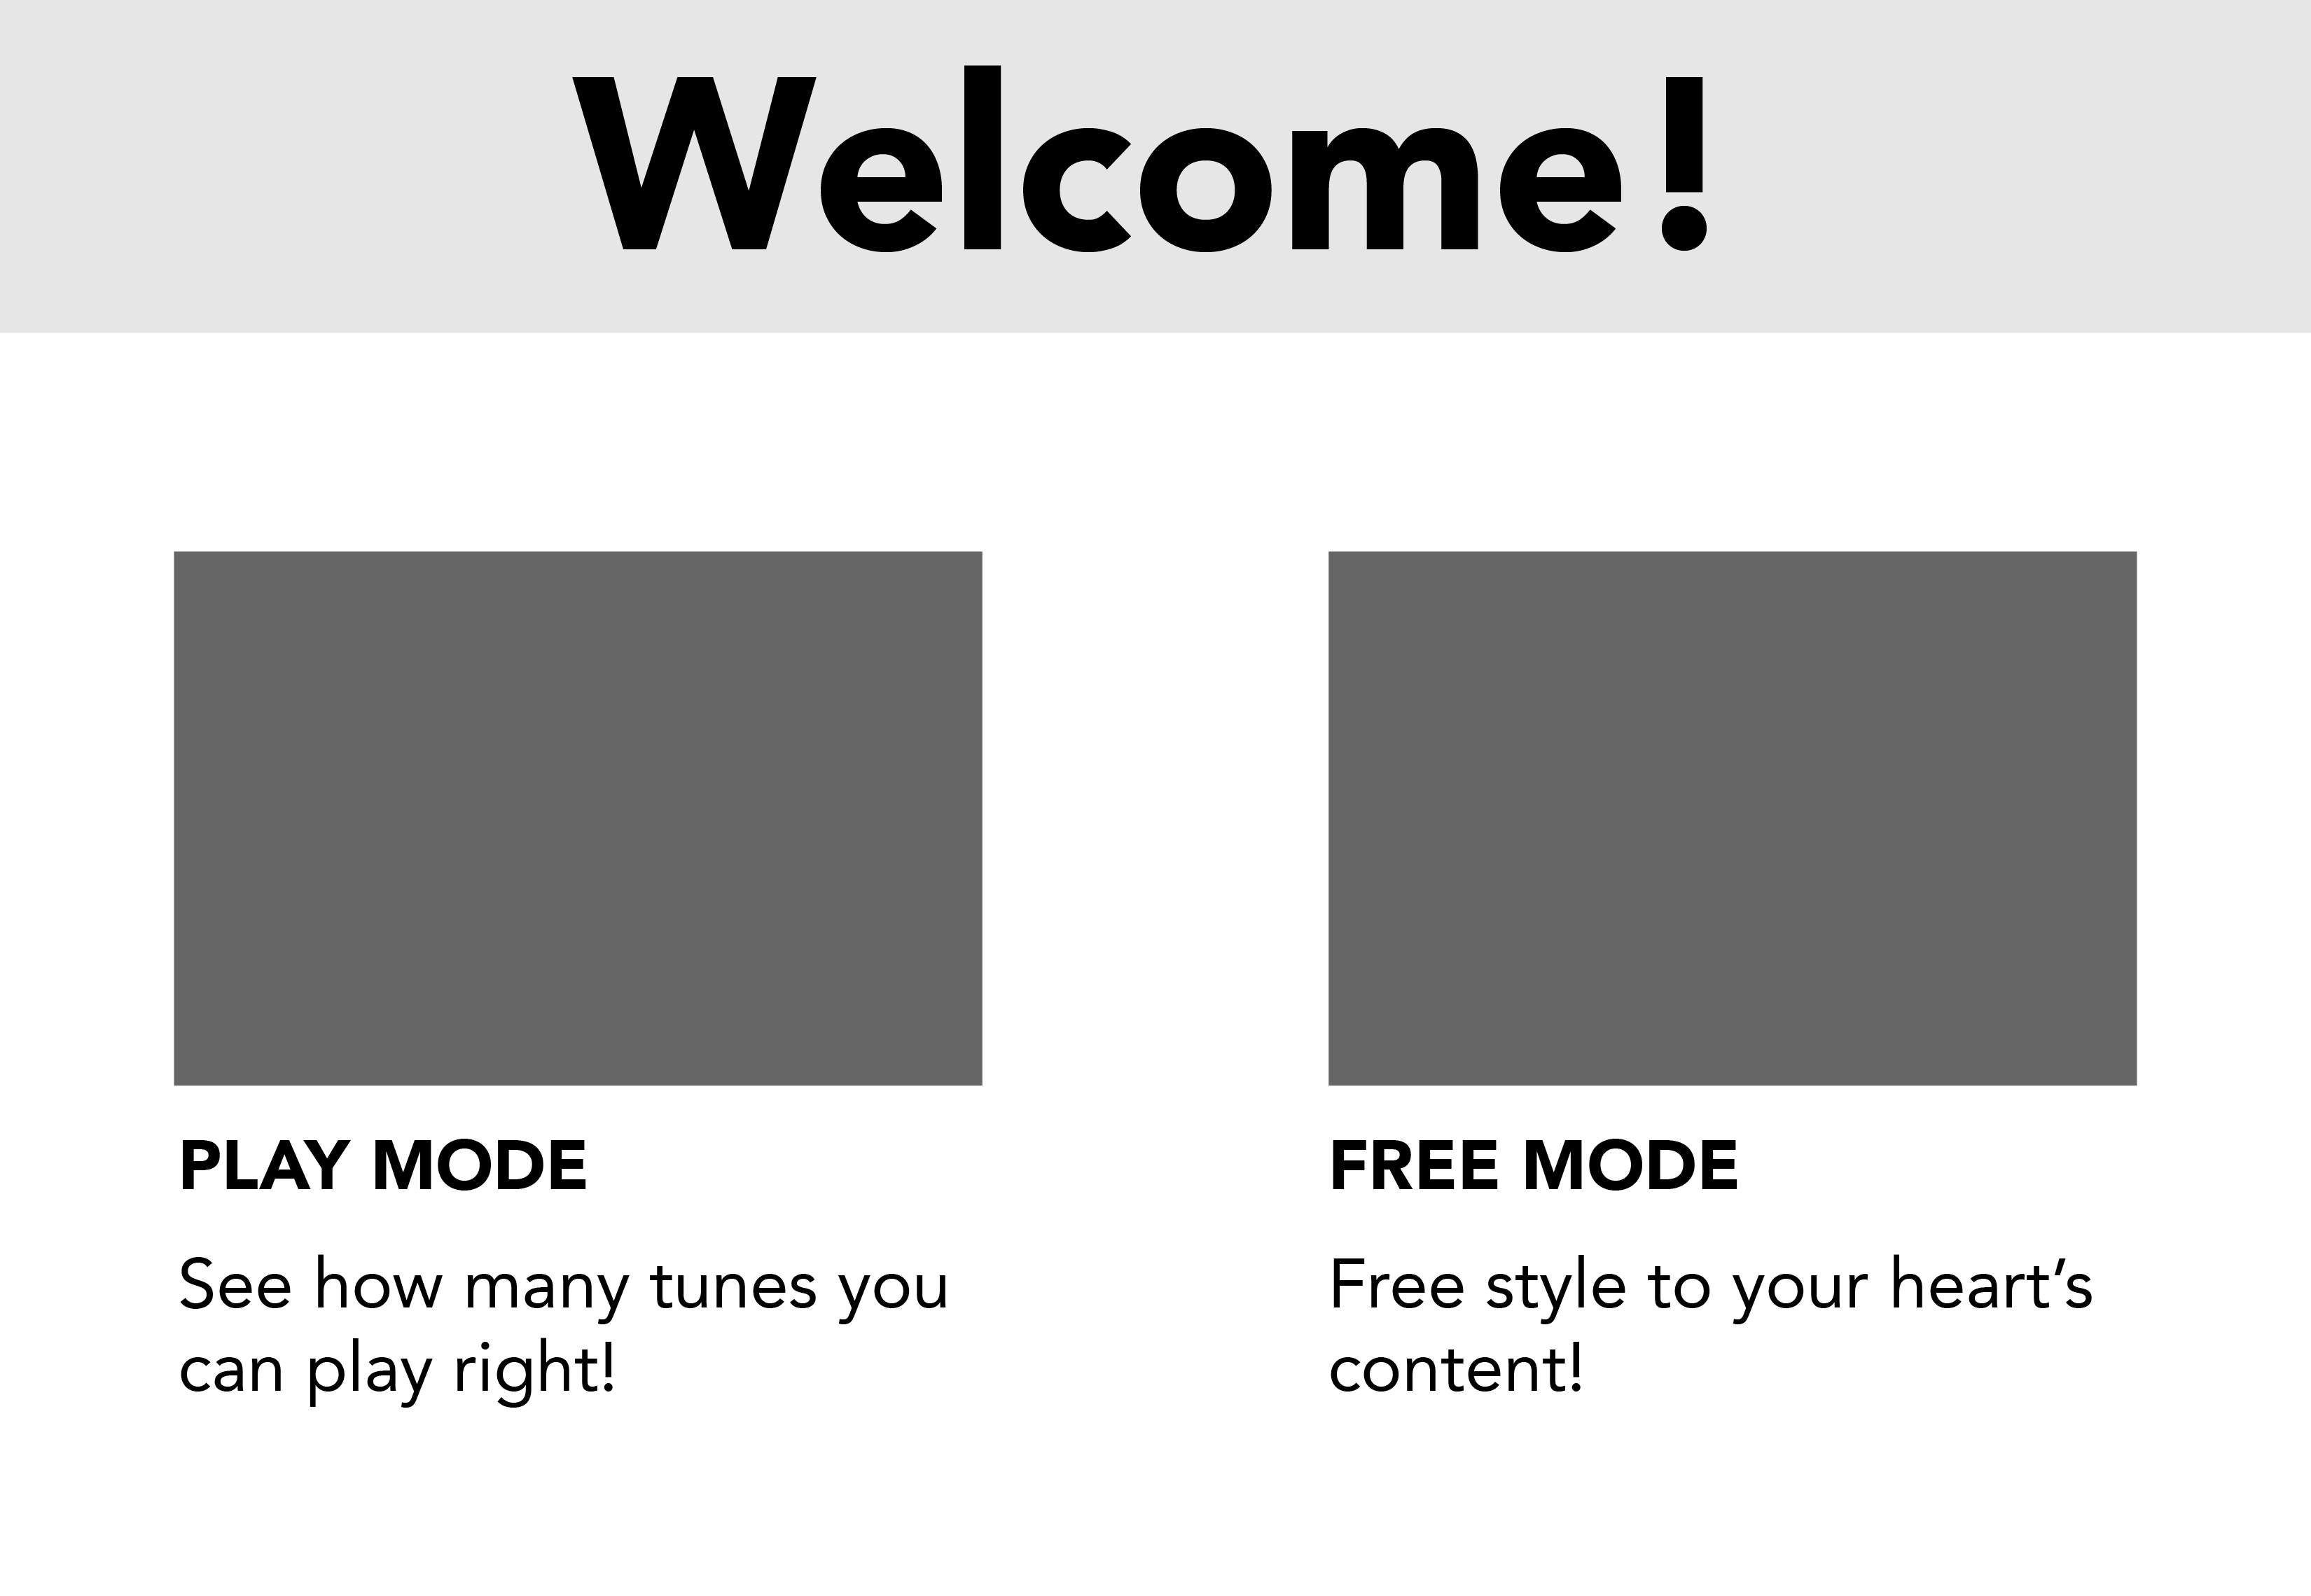 Welcome!
PLAY MODE
See how many tunes you
can play right!
FREE MODE
Free style to your heart’s
content!